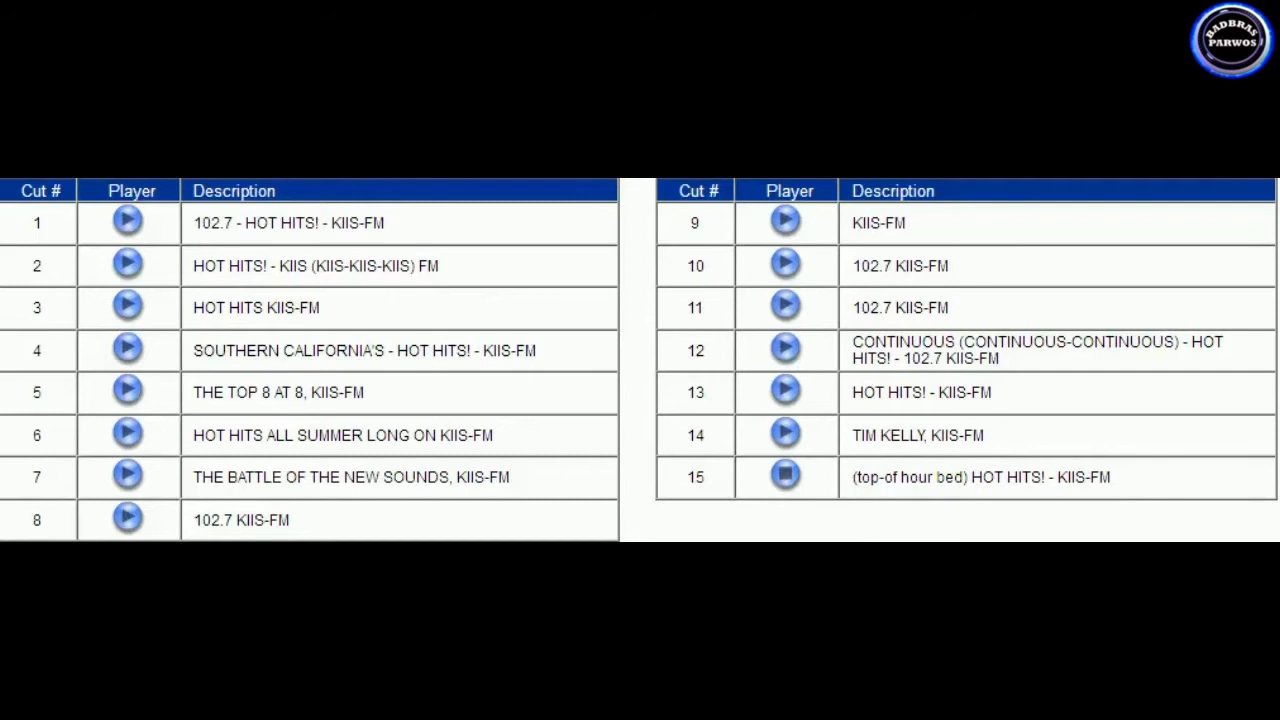 BADBRAS
PARWOS
Cut # Player Description
1 102.7 - HOT HITS! - KIIS-FM
2 HOT HITS! - KIIS (KIIS-KIIS-KIIS) FM
3 HOT HITS KIIS-FM
4 SOUTHERN CALIFORNIA'S - HOT HITS! - KIIS-FM
5 THE TOP 8 AT 8, KIIS-FM
6 HOT HITS ALL SUMMER LONG ON KIIS-FM
7 THE BATTLE OF THE NEW SOUNDS, KIIS-FM
8 102.7 KIIS-FM
Cut # Player Description
9 KIIS-FM
10 102.7 KIIS-FM
11 102.7 KIIS-FM
12 CONTINUOUS (CONTINUOUS-CONTINUOUS) - HOT
HITS! - 102.7 KIIS-FM
13 HOT HITS! - KIIS-FM
14 TIM KELLY, KIIS-FM
15 (top-of hour bed) HOT HITS! - KIIS-FM